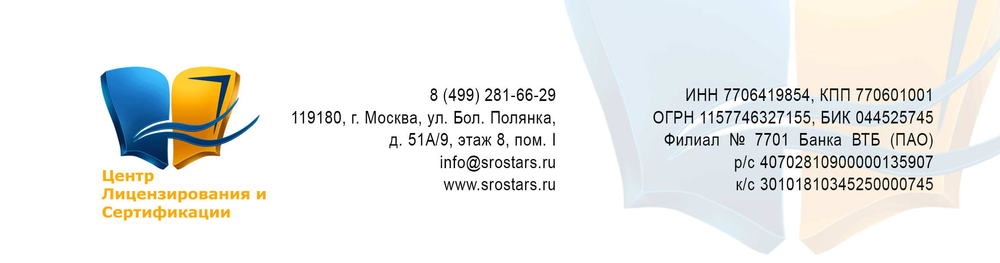 Центр
Лицензирования и
Сертификации
8 (499) 281-66-29
119180, г. Москва, ул. Бол. Полянка,
д. 51А/9, этаж 8, пом. I
info@srostars.ru
www.srostars.ru
ИНН 7706419854, КПП 770601001
ОГРН 1157746327155, БИК 044525745
Филиал № 7701 Банка ВТБ (ПАО)
р/с 40702810900000135907
к/с 30101810345250000745